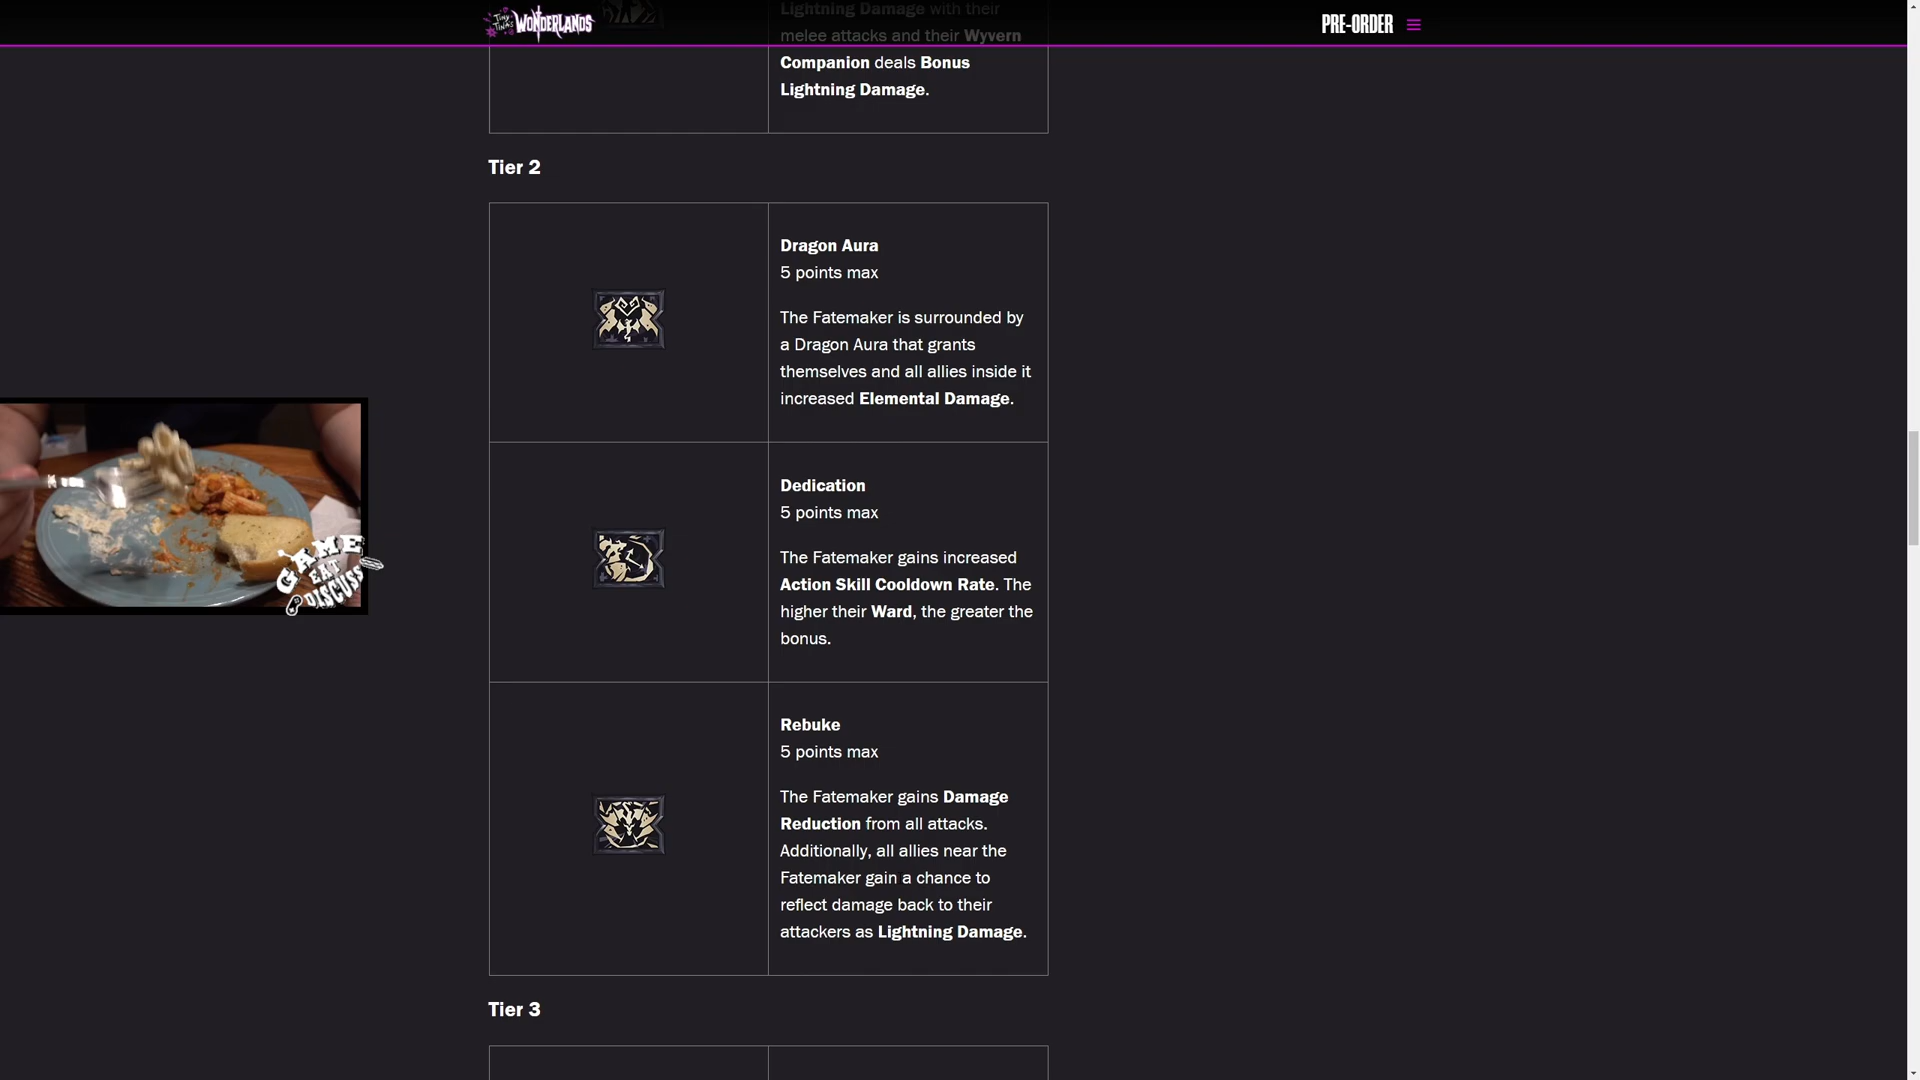 Tiny
Tina's
WONDERLANDS
PRE-ORDER
Lightning Damage with their
melee attacks and their Wyvern
Companion deals Bonus
Lightning Damage.
Tier 2
Dragon Aura
5 points max
The Fatemaker is surrounded by
a Dragon Aura that grants
themselves and all allies inside it
increased Elemental Damage.
Dedication
5 points max
The Fatemaker gains increased
Action Skill Cooldown Rate. The
higher their Ward, the greater the
bonus.
Rebuke
5 points max
The Fatemaker gains Damage
Reduction from all attacks.
Additionally, all allies near the
Fatemaker gain a chance to
reflect damage back to their
attackers as Lightning Damage.
GAME
EAT
DISCUSS
Tier 3